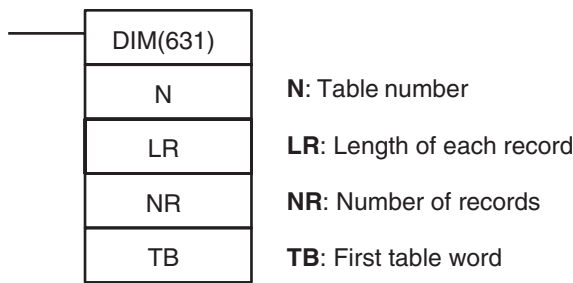 DIM(631)
N
N: Table number
LR
LR: Length of each record
NR
NR: Number of records
TB
TB: First table word